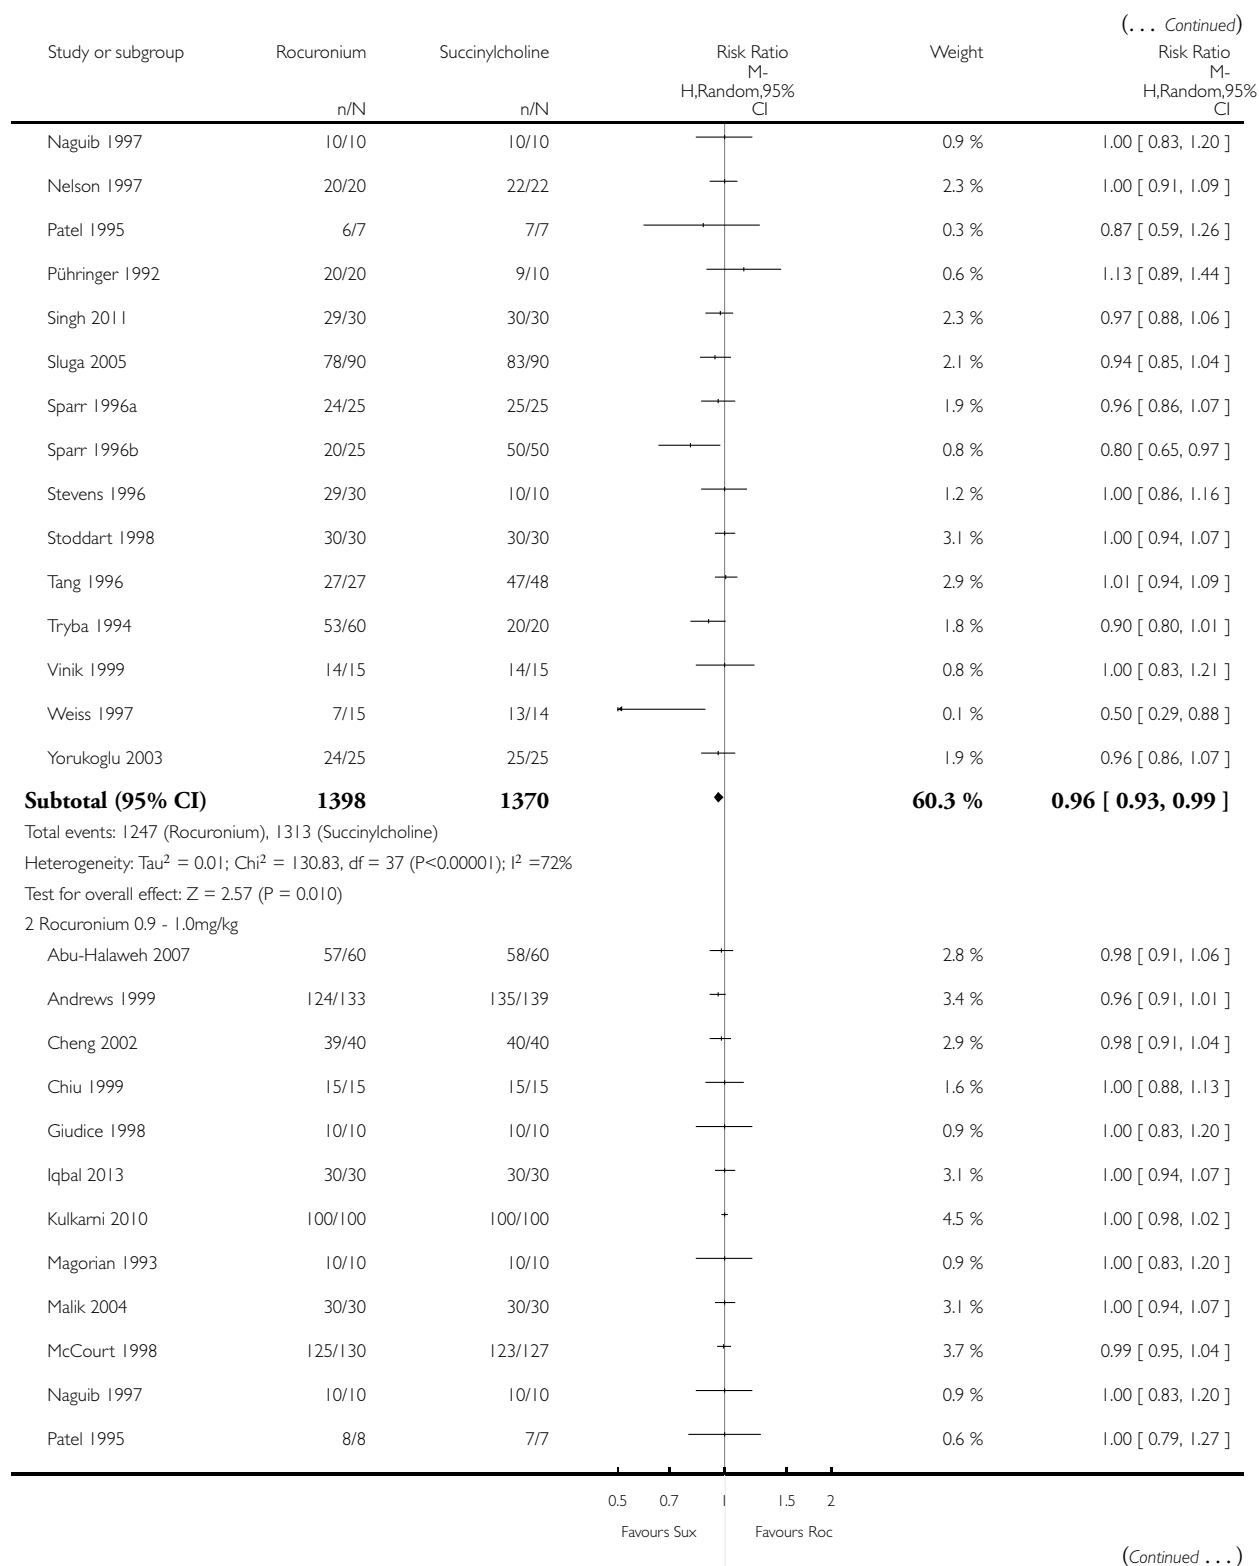 (... Continued)
Study or subgroup Rocuronium Succinylcholine Risk Ratio Weight Risk Ratio
M- M-
H,Random,95% H,Random,95%
n/N n/N CI CI
Naguib 1997 10/10 10/10 0.9 % 1.00 [ 0.83, 1.20 ]
Nelson 1997 20/20 22/22 2.3 % 1.00 [ 0.91, 1.09 ]
Patel 1995 6/7 7/7 0.3 % 0.87 [ 0.59, 1.26 ]
Pühringer 1992 20/20 9/10 0.6 % 1.13 [ 0.89, 1.44 ]
Singh 2011 29/30 30/30 2.3 % 0.97 [ 0.88, 1.06 ]
Sluga 2005 78/90 83/90 2.1 % 0.94 [ 0.85, 1.04 ]
Sparr 1996a 24/25 25/25 1.9 % 0.96 [ 0.86, 1.07 ]
Sparr 1996b 20/25 50/50 0.8 % 0.80 [ 0.65, 0.97 ]
Stevens 1996 29/30 10/10 1.2 % 1.00 [ 0.86, 1.16 ]
Stoddart 1998 30/30 30/30 3.1 % 1.00 [ 0.94, 1.07 ]
Tang 1996 27/27 47/48 2.9 % 1.01 [ 0.94, 1.09 ]
Tryba 1994 53/60 20/20 1.8 % 0.90 [ 0.80, 1.01 ]
Vinik 1999 14/15 14/15 0.8 % 1.00 [ 0.83, 1.21 ]
Weiss 1997 7/15 13/14 0.1 % 0.50 [ 0.29, 0.88 ]
Yorukoglu 2003 24/25 25/25 1.9 % 0.96 [ 0.86, 1.07 ]
Subtotal (95% CI) 1398 1370 60.3 % 0.96 [ 0.93, 0.99 ]
Total events: 1247 (Rocuronium), 1313 (Succinylcholine)
Heterogeneity: Tau² = 0.01; Chi² = 130.83, df = 37 (P<0.00001); I² =72%
Test for overall effect: Z = 2.57 (P = 0.010)
2 Rocuronium 0.9 - 1.0mg/kg
Abu-Halaweh 2007 57/60 58/60 2.8 % 0.98 [ 0.91, 1.06 ]
Andrews 1999 124/133 135/139 3.4 % 0.96 [ 0.91, 1.01 ]
Cheng 2002 39/40 40/40 2.9 % 0.98 [ 0.91, 1.04 ]
Chiu 1999 15/15 15/15 1.6 % 1.00 [ 0.88, 1.13 ]
Giudice 1998 10/10 10/10 0.9 % 1.00 [ 0.83, 1.20 ]
Iqbal 2013 30/30 30/30 3.1 % 1.00 [ 0.94, 1.07 ]
Kulkarni 2010 100/100 100/100 4.5 % 1.00 [ 0.98, 1.02 ]
Magorian 1993 10/10 10/10 0.9 % 1.00 [ 0.83, 1.20 ]
Malik 2004 30/30 30/30 3.1 % 1.00 [ 0.94, 1.07 ]
McCourt 1998 125/130 123/127 3.7 % 0.99 [ 0.95, 1.04 ]
Naguib 1997 10/10 10/10 0.9 % 1.00 [ 0.83, 1.20 ]
Patel 1995 8/8 7/7 0.6 % 1.00 [ 0.79, 1.27 ]
0.5 0.7 1 1.5 2
Favours Sux Favours Roc
(Continued ...)